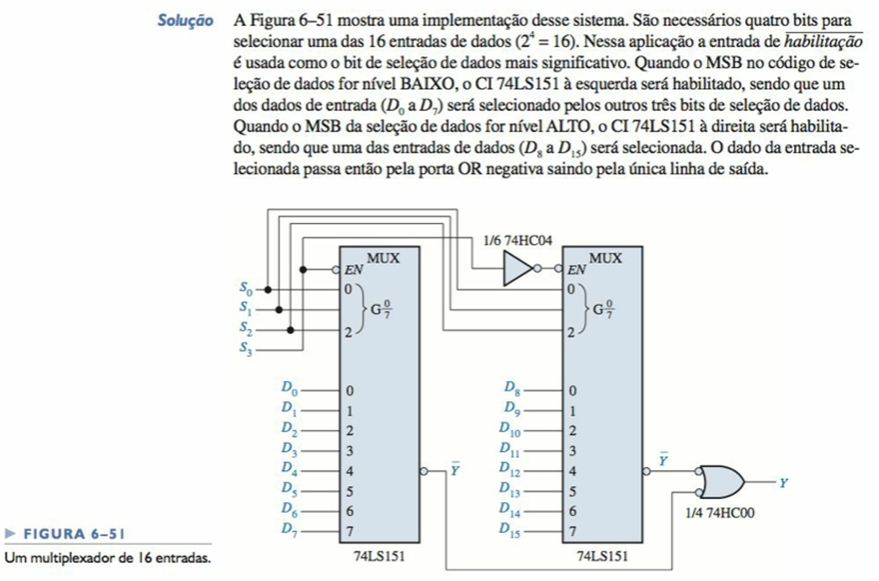 Solução A Figura 6–51 mostra uma implementação desse sistema. São necessários quatro bits para
selecionar uma das 16 entradas de dados (2⁴ = 16). Nessa aplicação a entrada de habilitação
é usada como o bit de seleção de dados mais significativo. Quando o MSB no código de se-
leção de dados for nível BAIXO, o CI 74LS151 à esquerda será habilitado, sendo que um
dos dados de entrada (D₀ a D₇) será selecionado pelos outros três bits de seleção de dados.
Quando o MSB da seleção de dados for nível ALTO, o CI 74LS151 à direita será habilita-
do, sendo que uma das entradas de dados (D₈ a D₁₅) será selecionada. O dado da entrada se-
lecionada passa então pela porta OR negativa saindo pela única linha de saída.
1/6 74HC04
MUX MUX
EN EN
S₀ 0 0
S₁ G 0/7 G 0/7
S₂ 2 2
S₃
D₀ 0 D₈ 0
D₁ 1 D₉ 1
D₂ 2 D₁₀ 2
D₃ 3 D₁₁ 3
D₄ 4 Y̅ D₁₂ 4 Y̅ Y
D₅ 5 D₁₃ 5
D₆ 6 D₁₄ 6 1/4 74HC00
D₇ 7 D₁₅ 7
74LS151 74LS151
▶ FIGURA 6–51
Um multiplexador de 16 entradas.